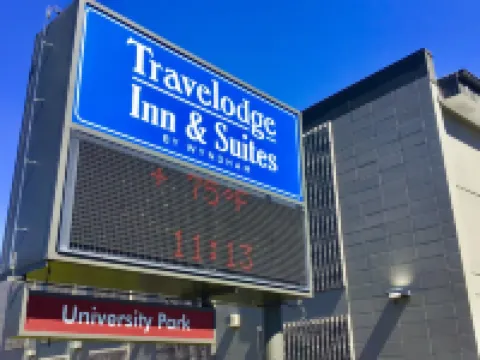 Travelodge
Inn & Suites
BY WYNDHAM
+ 75°F
11:13
University Park